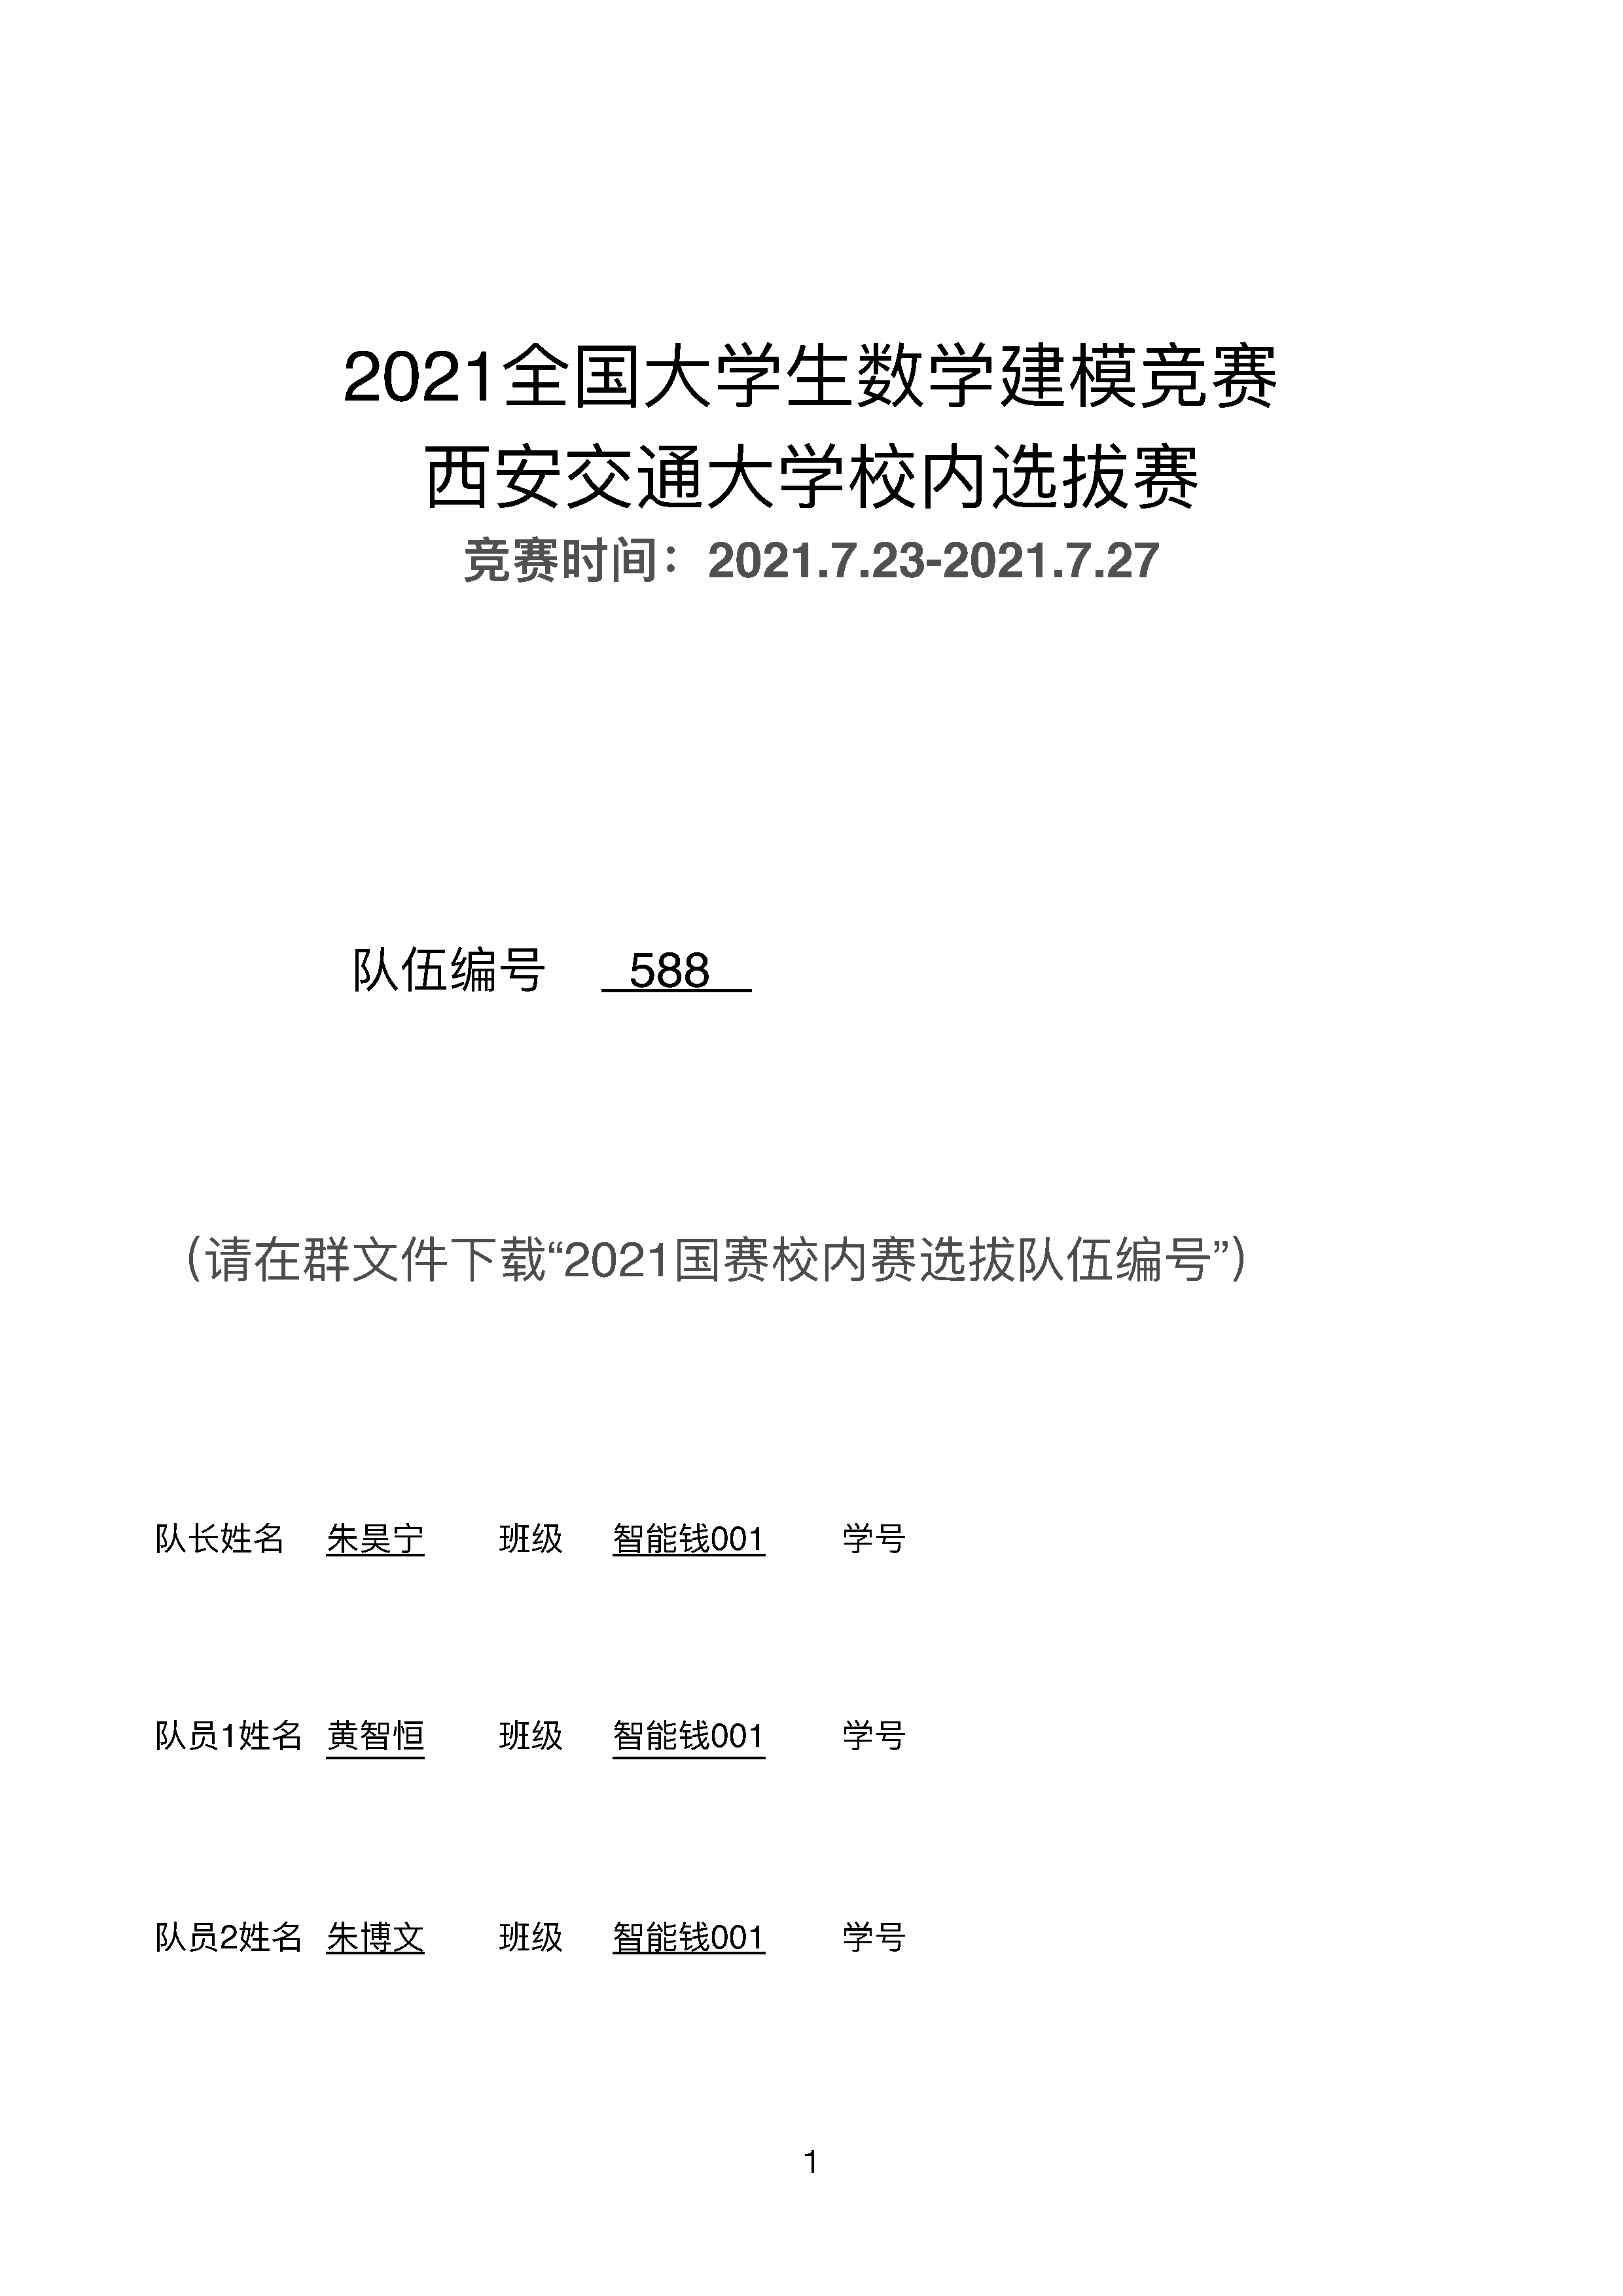 2021全国大学生数学建模竞赛
西安交通大学校内选拔赛
竞赛时间：2021.7.23-2021.7.27
队伍编号 588
（请在群文件下载“2021国赛校内赛选拔队伍编号”）
队长姓名 朱昊宁 班级 智能钱001 学号
队员1姓名 黄智恒 班级 智能钱001 学号
队员2姓名 朱博文 班级 智能钱001 学号
1